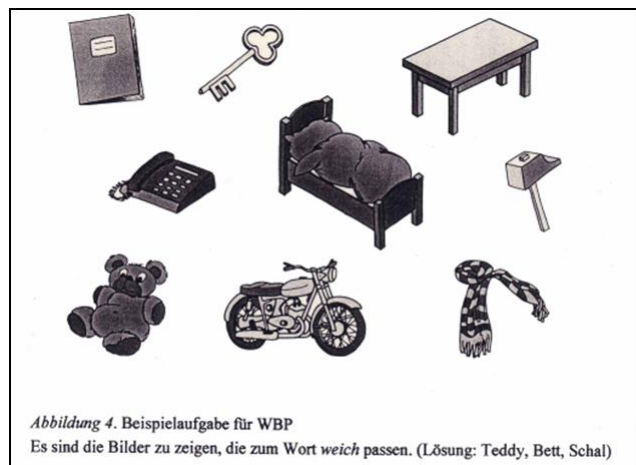 Abbildung 4. Beispielaufgabe für WBP
Es sind die Bilder zu zeigen, die zum Wort weich passen. (Lösung: Teddy, Bett, Schal)